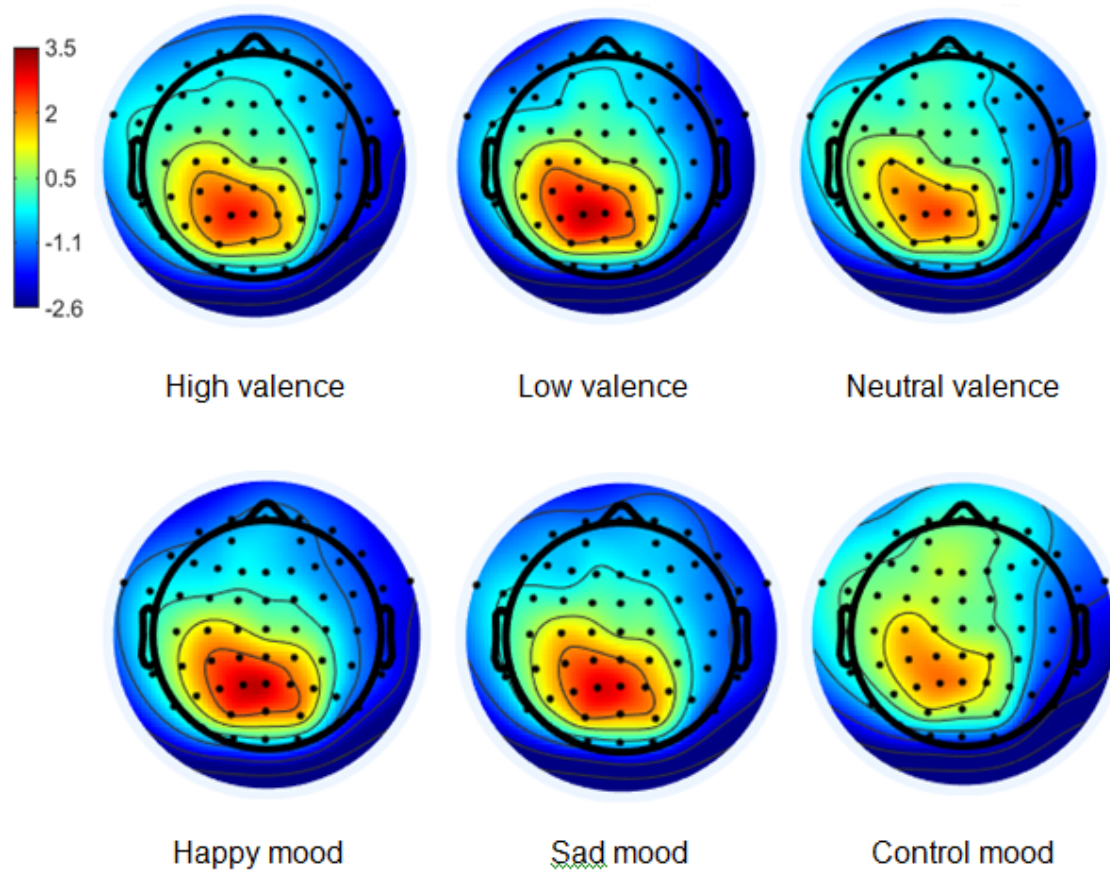 3.5
2
0.5
-1.1
-2.6
High valence
Low valence
Neutral valence
Happy mood
Sad mood
Control mood